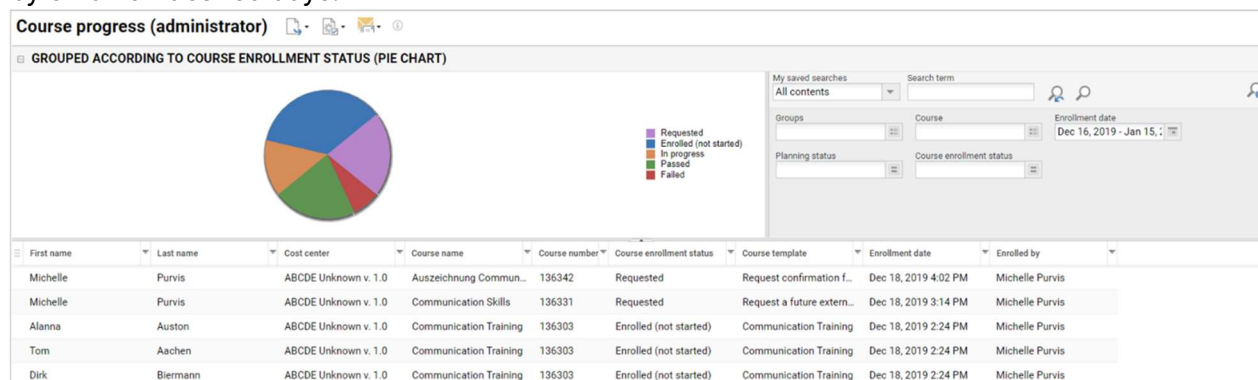 Course progress (administrator)
GROUPED ACCORDING TO COURSE ENROLLMENT STATUS (PIE CHART)
Requested
Enrolled (not started)
In progress
Passed
Failed
My saved searches Search term
All contents
Groups Course Enrollment date
Dec 16, 2019 - Jan 15, 2
Planning status Course enrollment status
First name Last name Cost center Course name Course number Course enrollment status Course template Enrollment date Enrolled by
Michelle Purvis ABCDE Unknown v. 1.0 Auszeichnung Commun... 136342 Requested Request confirmation f... Dec 18, 2019 4:02 PM Michelle Purvis
Michelle Purvis ABCDE Unknown v. 1.0 Communication Skills 136331 Requested Request a future extern... Dec 18, 2019 3:14 PM Michelle Purvis
Alanna Auston ABCDE Unknown v. 1.0 Communication Training 136303 Enrolled (not started) Communication Training Dec 18, 2019 2:24 PM Michelle Purvis
Tom Aachen ABCDE Unknown v. 1.0 Communication Training 136303 Enrolled (not started) Communication Training Dec 18, 2019 2:24 PM Michelle Purvis
Dirk Biermann ABCDE Unknown v. 1.0 Communication Training 136303 Enrolled (not started) Communication Training Dec 18, 2019 2:24 PM Michelle Purvis